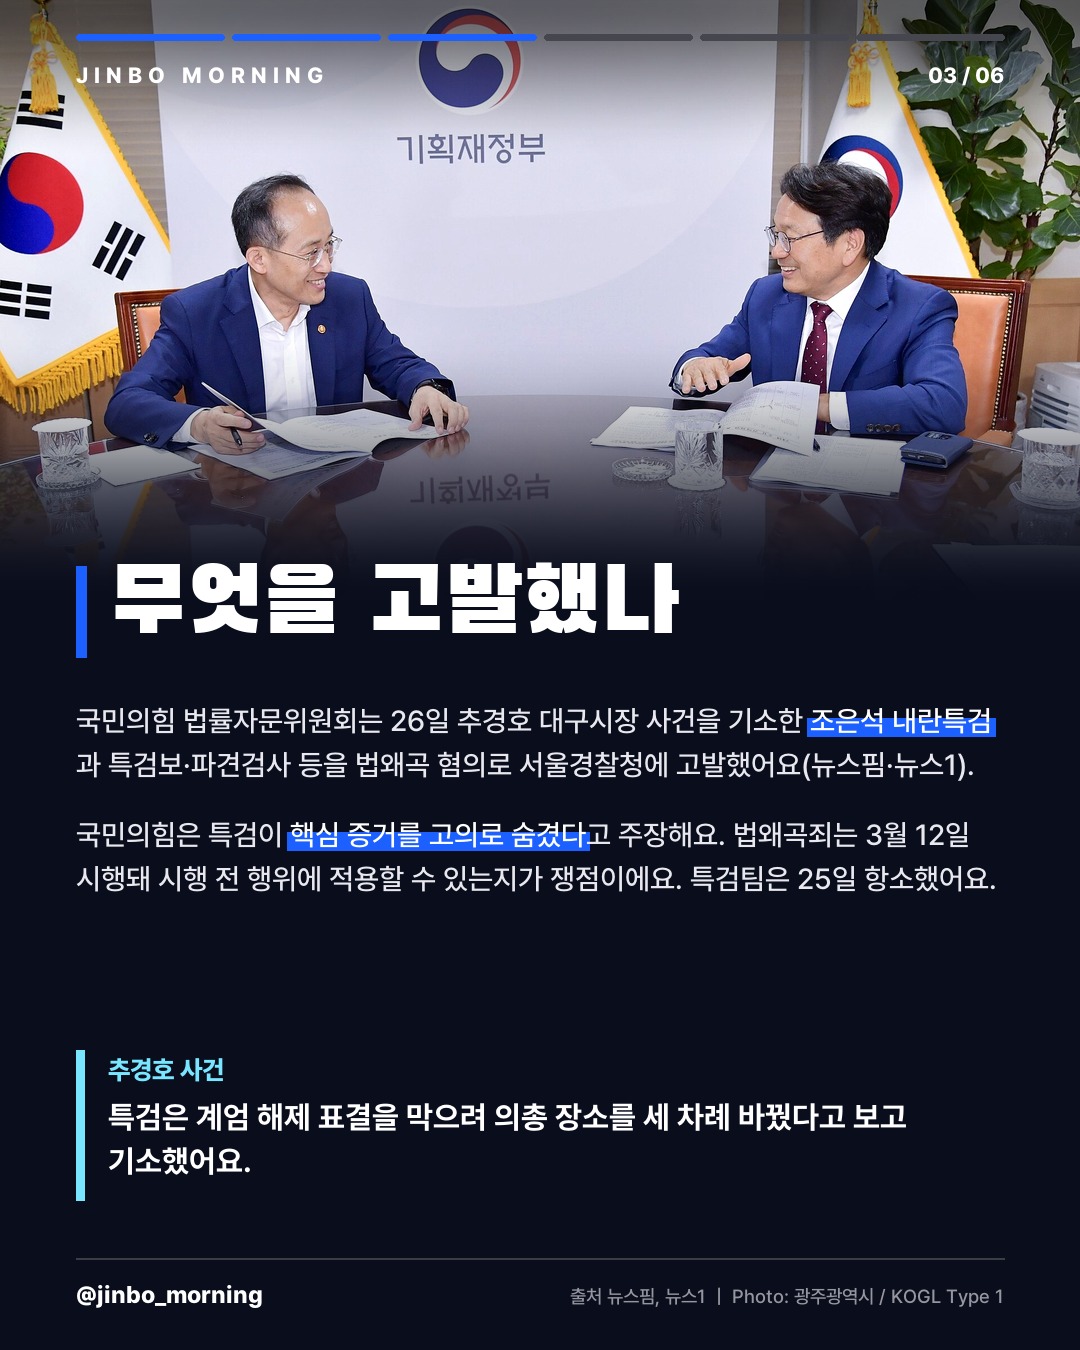 JINBO MORNING
03 / 06
기획재정부
무엇을 고발했나
국민의힘 법률자문위원회는 26일 추경호 대구시장 사건을 기소한 조은석 내란특검
과 특검보·파견검사 등을 법왜곡 혐의로 서울경찰청에 고발했어요(뉴스핌·뉴스1).
국민의힘은 특검이 핵심 증거를 고의로 숨겼다고 주장해요. 법왜곡죄는 3월 12일
시행돼 시행 전 행위에 적용할 수 있는지가 쟁점이에요. 특검팀은 25일 항소했어요.
추경호 사건
특검은 계엄 해제 표결을 막으려 의총 장소를 세 차례 바꿨다고 보고
기소했어요.
@jinbo_morning
출처 뉴스핌, 뉴스1 | Photo: 광주광역시 / KOGL Type 1